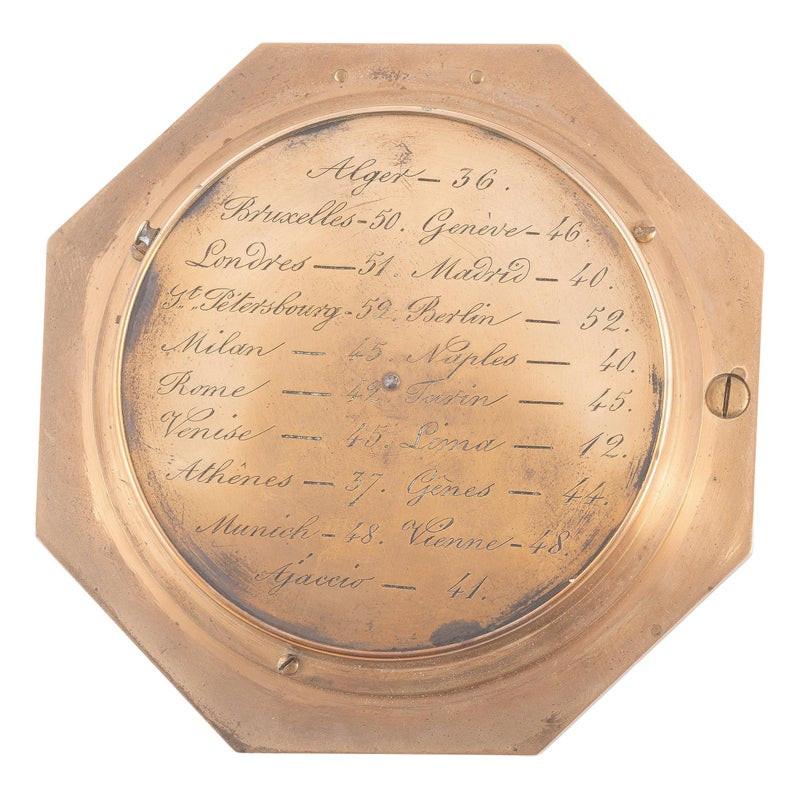 Alger – 36.
Bruxelles – 50. Genève – 46.
Londres — 51. Madrid – 40.
St. Pétersbourg – 59. Berlin — 52.
Milan — 45. Naples — 40.
Rome — 42. Turin — 45.
Venise — 45. Lima — 12.
Athênes — 37. Gênes — 44.
Munich – 48. Vienne – 48.
Ajaccio — 41.